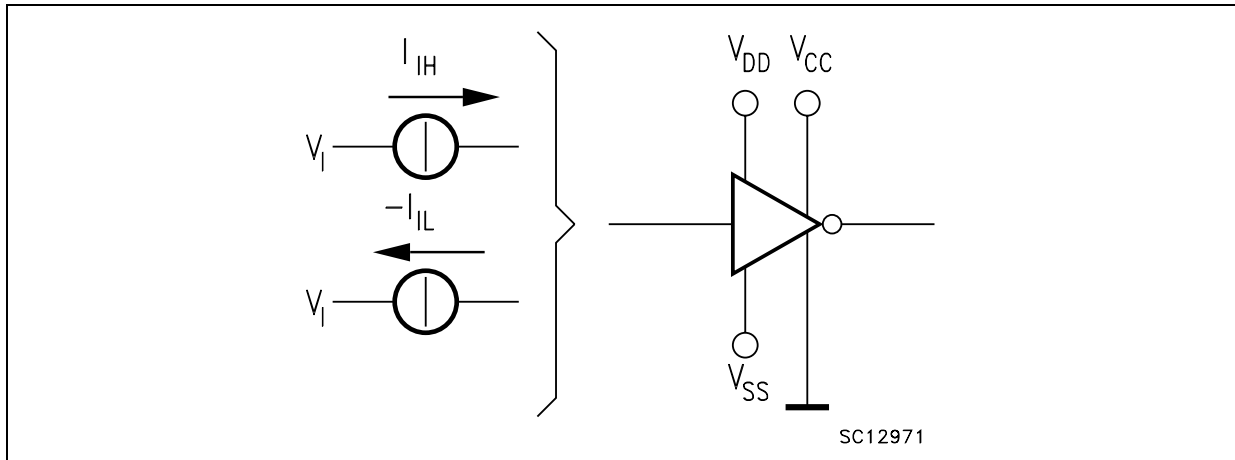 I_IH
V_I
–I_IL
V_I
V_DD V_CC
V_SS
SC12971